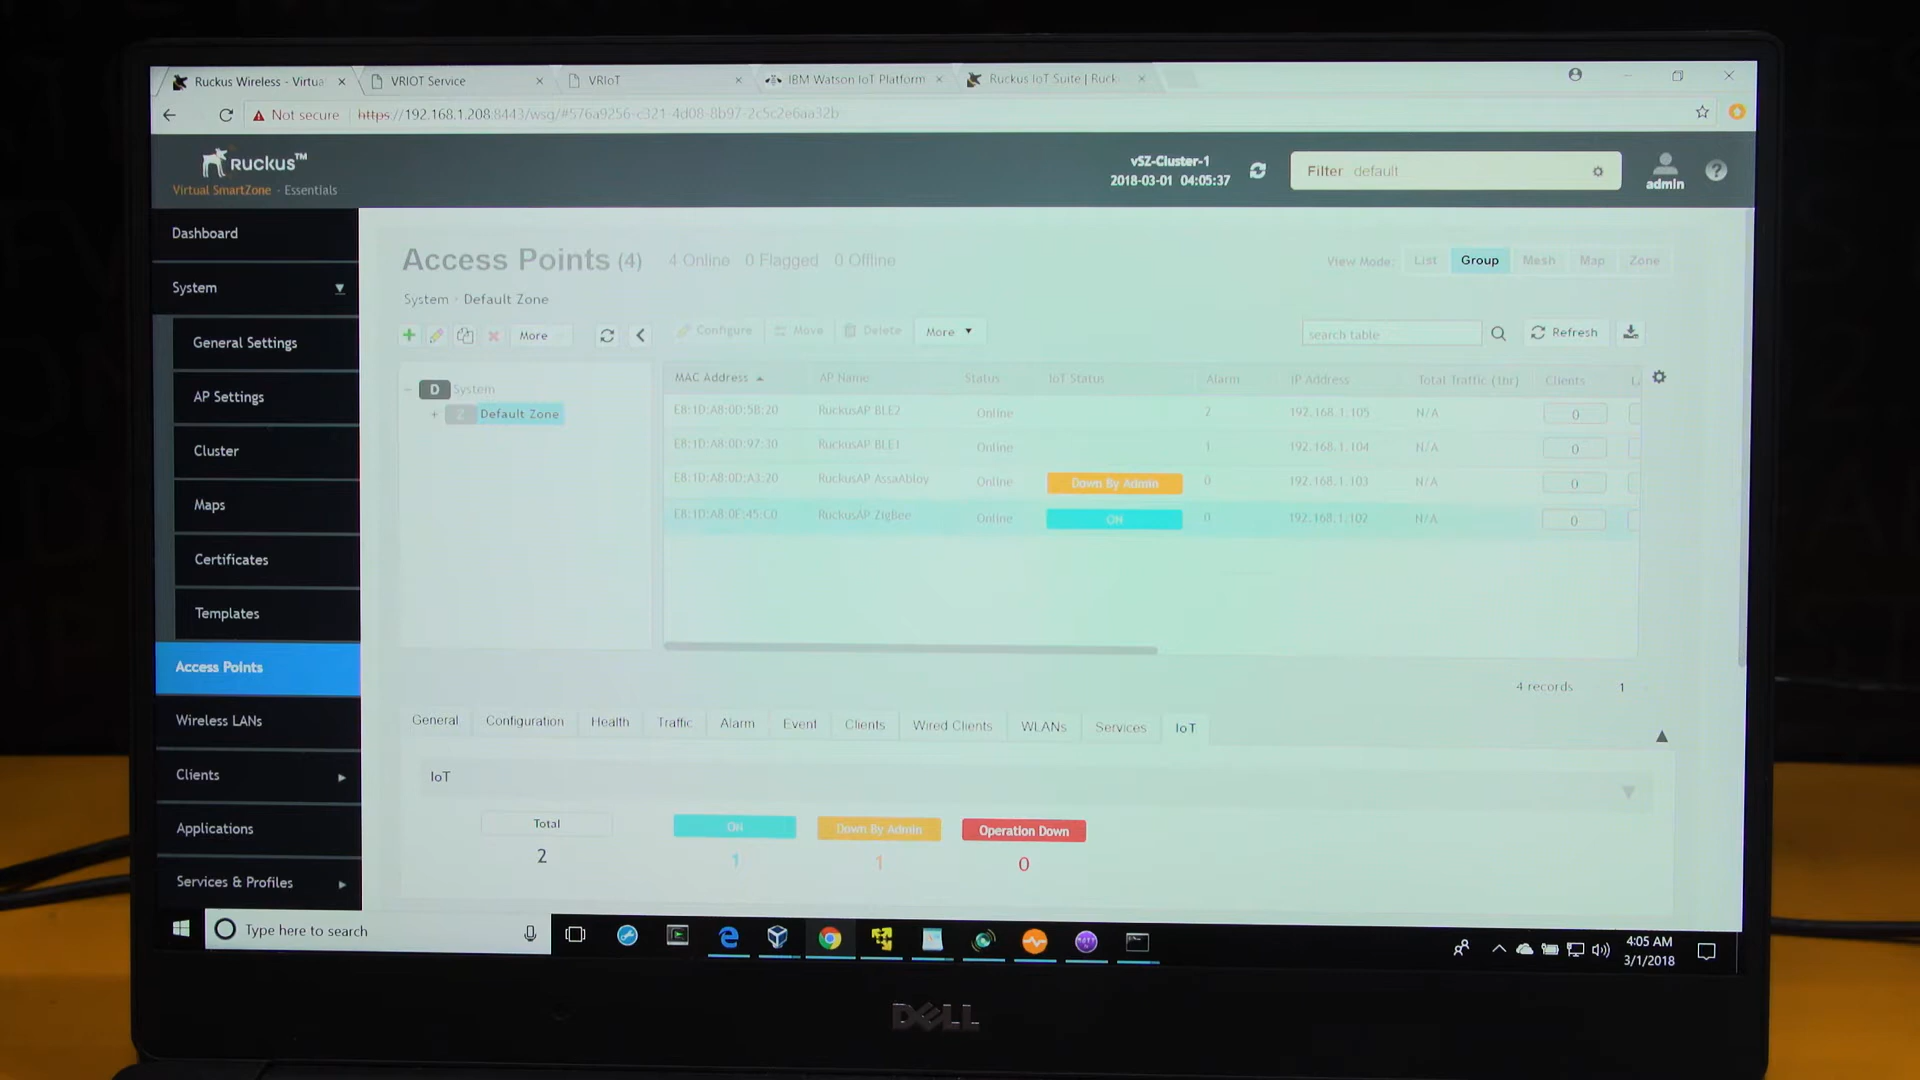 Ruckus Wireless - Virtua
VRIOT Service
VRIoT
IBM Watson IoT Platform
Ruckus IoT Suite | Ruck
Not secure
https://192.168.1.208:8443/wsg/#576a9256-c321-4d08-8b97-2c5c2e6aa32b
Ruckus™
Virtual SmartZone - Essentials
vSZ-Cluster-1
2018-03-01 04:05:37
Filter default
admin
?
Dashboard
System
General Settings
AP Settings
Cluster
Maps
Certificates
Templates
Access Points
Wireless LANs
Clients
Applications
Services & Profiles
Access Points (4) 4 Online 0 Flagged 0 Offline
View Mode: List Group Mesh Map Zone
System Default Zone
More
Configure Move Delete More
search table
Refresh
D System
Z Default Zone
MAC Address AP Name Status IoT Status Alarm IP Address Total Traffic (1hr) Clients
E8:1D:A8:0D:5B:20 RuckusAP BLE2 Online 2 192.168.1.105 N/A 0
E8:1D:A8:0D:97:30 RuckusAP BLE1 Online 1 192.168.1.104 N/A 0
E8:1D:A8:0D:A3:20 RuckusAP AssaAbloy Online Down By Admin 0 192.168.1.103 N/A 0
E8:1D:A8:0E:45:C0 RuckusAP ZigBee Online ON 0 192.168.1.102 N/A 0
4 records 1
General Configuration Health Traffic Alarm Event Clients Wired Clients WLANs Services IoT
IoT
Total ON Down By Admin Operation Down
2 1 1 0
Type here to search
4:05 AM
3/1/2018
DELL